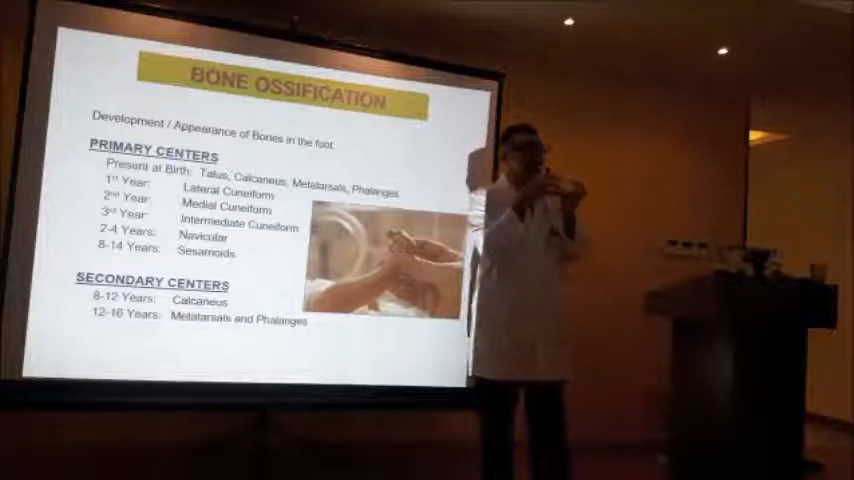 BONE OSSIFICATION
Development / Appearance of Bones in the foot
PRIMARY CENTERS
Present at Birth: Talus, Calcaneus, Metatarsals, Phalanges
1st Year: Lateral Cuneiform
2nd Year: Medial Cuneiform
3rd Year: Intermediate Cuneiform
2-4 Years: Navicular
8-14 Years: Sesamoids
SECONDARY CENTERS
8-12 Years: Calcaneus
12-16 Years: Metatarsals and Phalanges